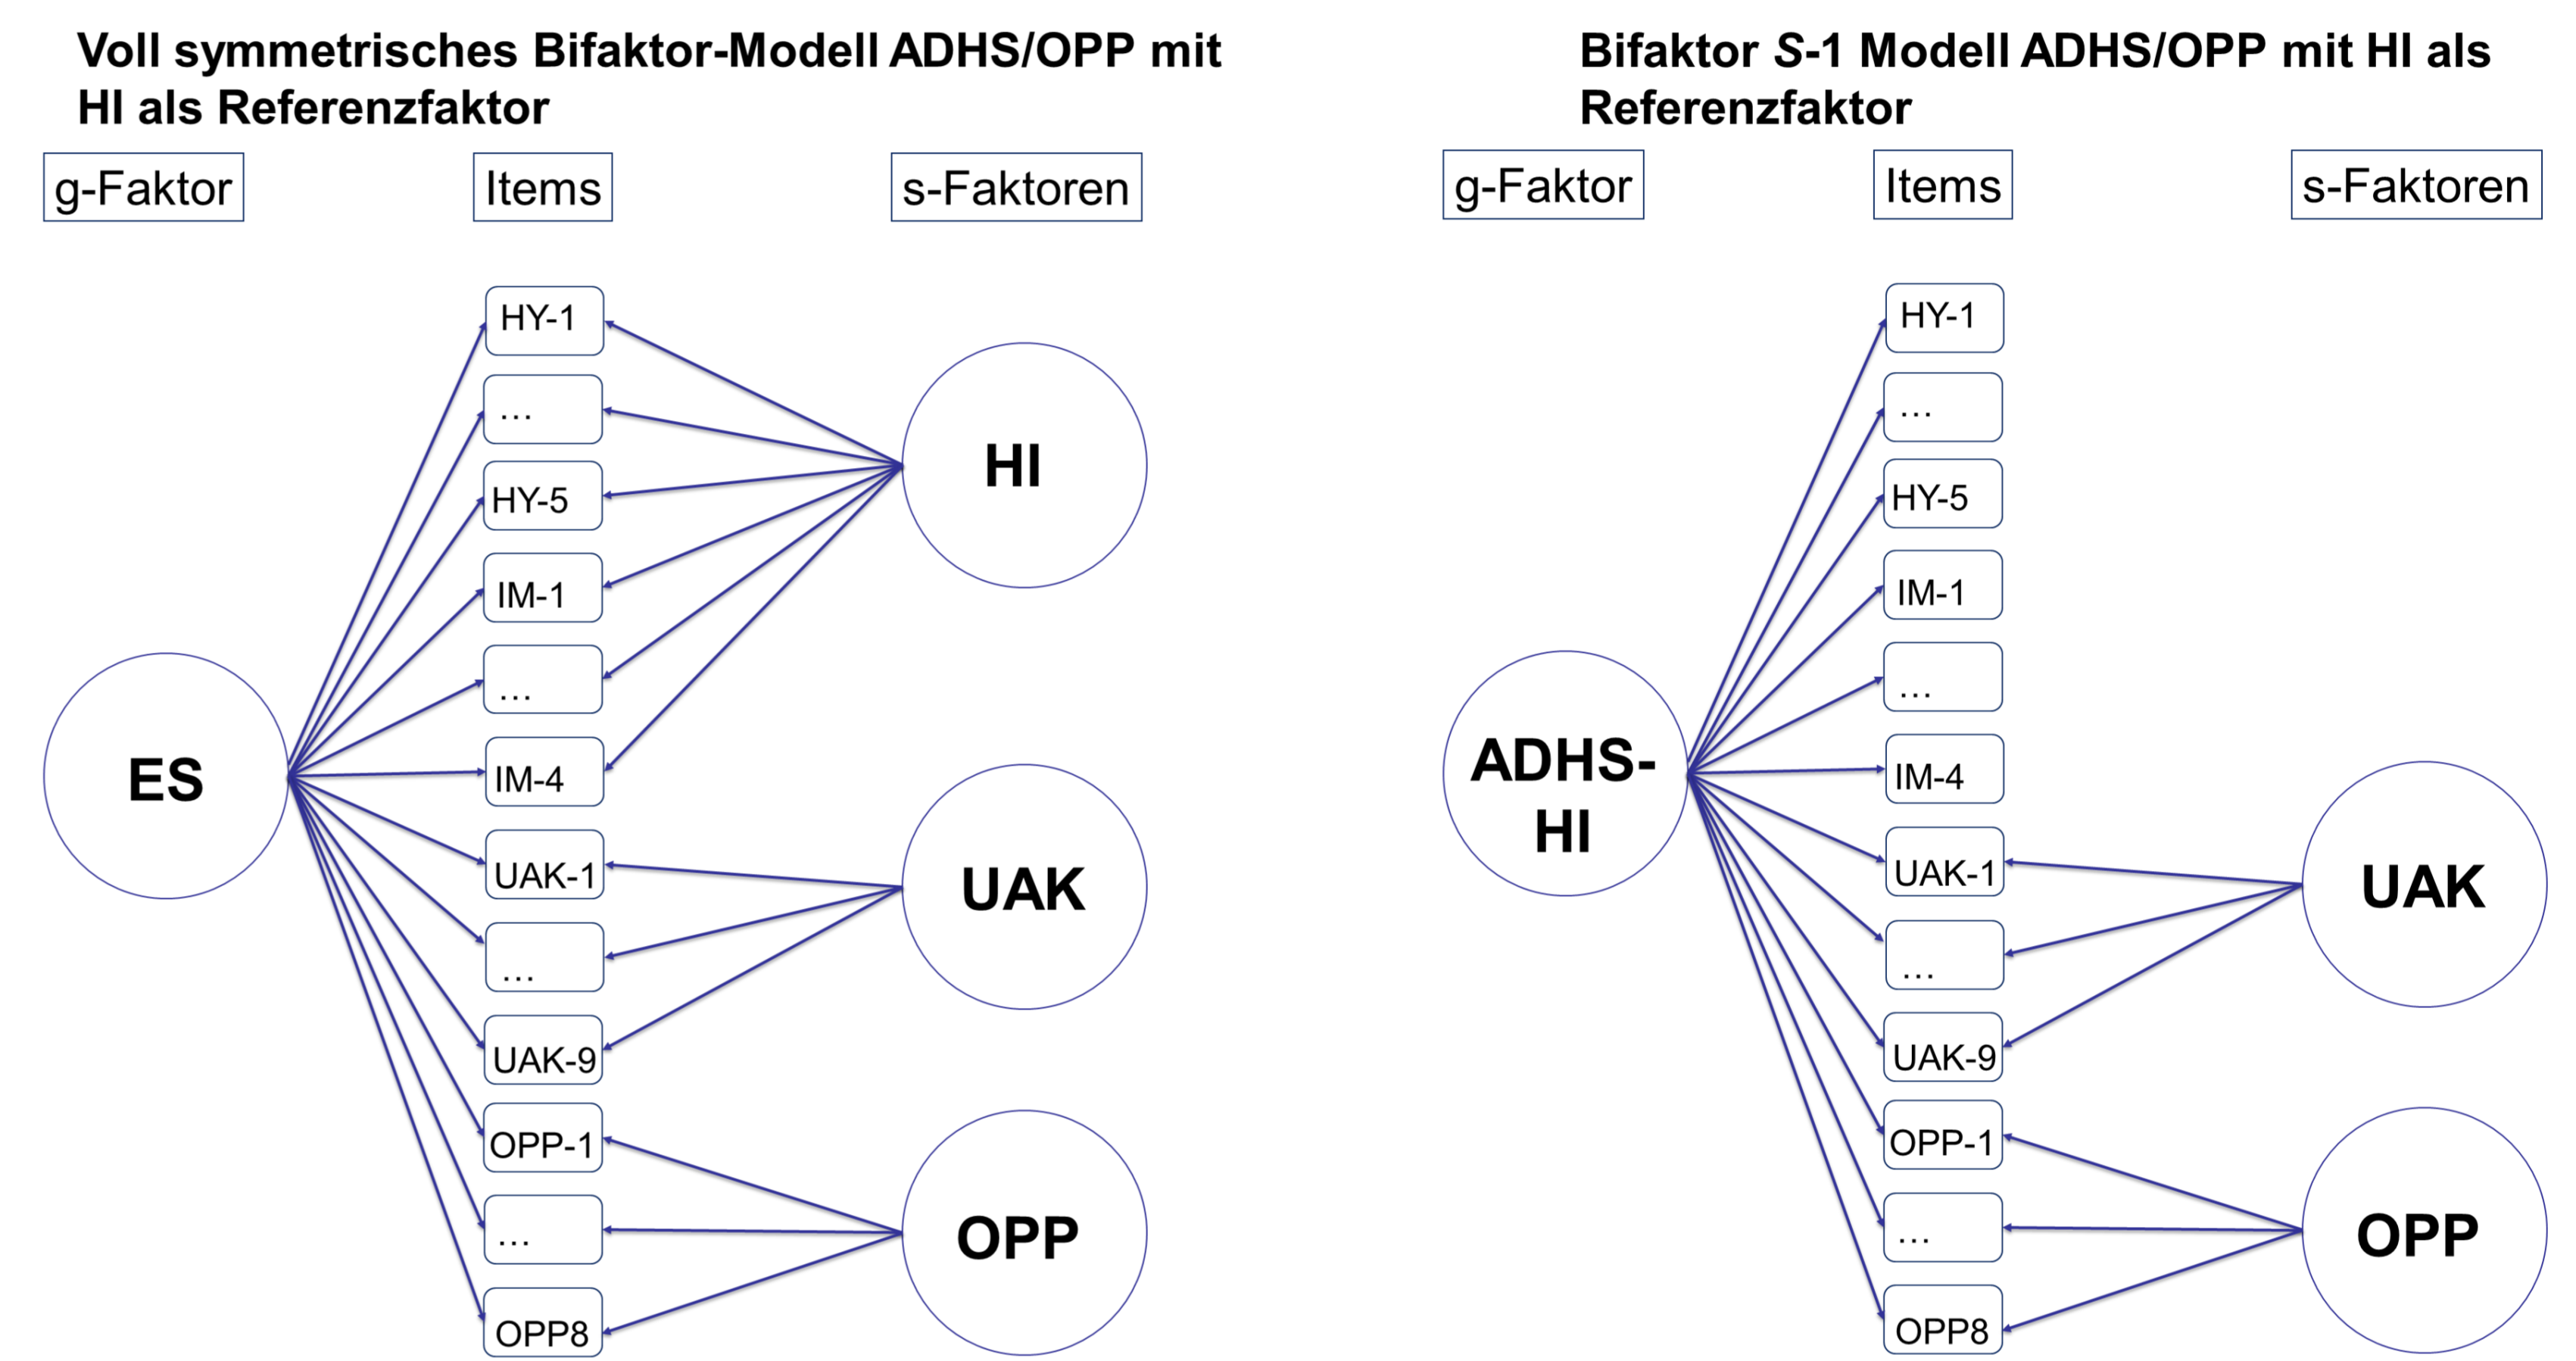 Voll symmetrisches Bifaktor-Modell ADHS/OPP mit
HI als Referenzfaktor
g-Faktor
Items
s-Faktoren
HY-1
...
HY-5
IM-1
...
IM-4
UAK-1
...
UAK-9
OPP-1
...
OPP8
ES
HI
UAK
OPP
Bifaktor S-1 Modell ADHS/OPP mit HI als
Referenzfaktor
g-Faktor
Items
s-Faktoren
HY-1
...
HY-5
IM-1
...
IM-4
UAK-1
...
UAK-9
OPP-1
...
OPP8
ADHS-
HI
UAK
OPP